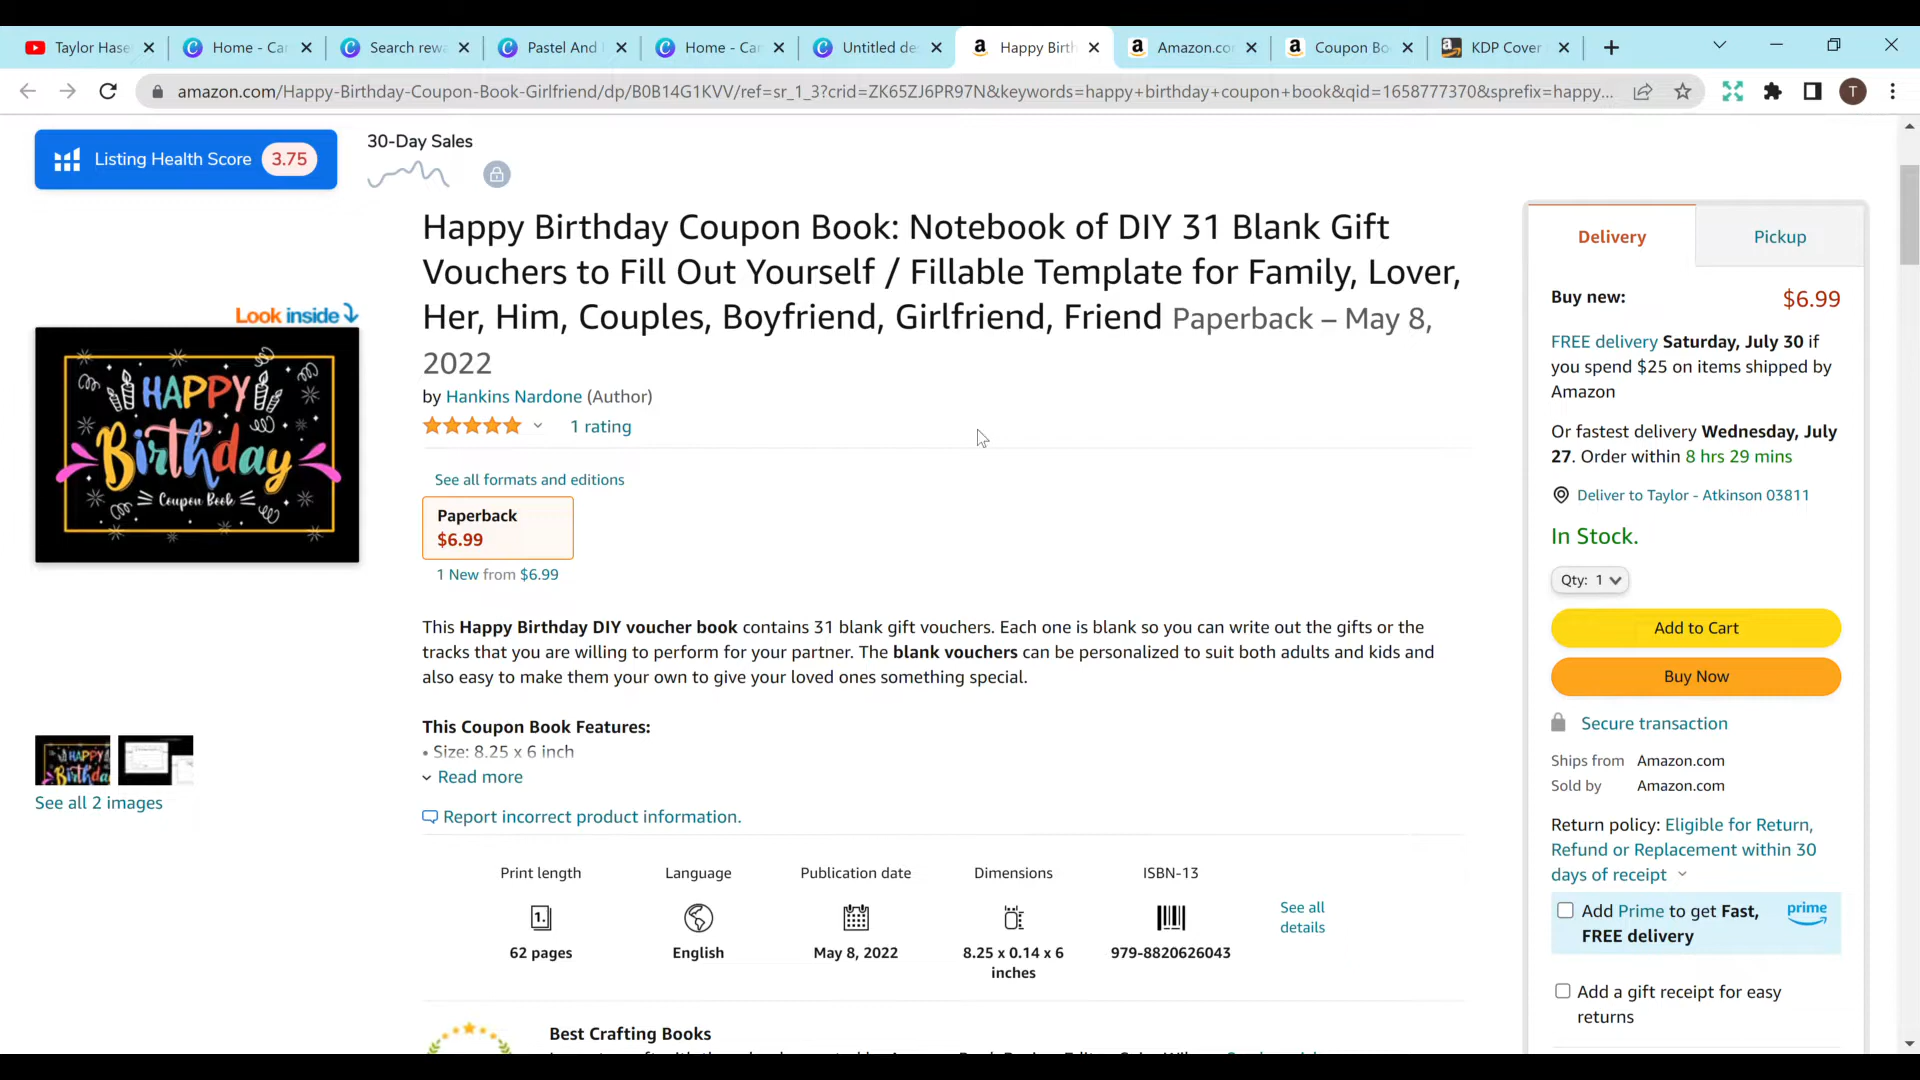 Taylor Hase
Home - Ca
Search rew
Pastel And
Home - Ca
Untitled de
Happy Birth
Amazon.co
Coupon Bo
KDP Cover
amazon.com/Happy-Birthday-Coupon-Book-Girlfriend/dp/B0B14G1KVV/ref=sr_1_3?crid=ZK65ZJ6PR97N&keywords=happy+birthday+coupon+book&qid=1658777370&sprefix=happy...
T
Listing Health Score 3.75
30-Day Sales
Happy Birthday Coupon Book: Notebook of DIY 31 Blank Gift
Vouchers to Fill Out Yourself / Fillable Template for Family, Lover,
Her, Him, Couples, Boyfriend, Girlfriend, Friend Paperback – May 8,
2022
by Hankins Nardone (Author)
1 rating
Look inside
HAPPY
Birthday
Coupon Book
See all formats and editions
Paperback
$6.99
1 New from $6.99
This Happy Birthday DIY voucher book contains 31 blank gift vouchers. Each one is blank so you can write out the gifts or the
tracks that you are willing to perform for your partner. The blank vouchers can be personalized to suit both adults and kids and
also easy to make them your own to give your loved ones something special.
This Coupon Book Features:
• Size: 8.25 x 6 inch
Read more
HAPPY
Birthda
See all 2 images
Report incorrect product information.
Print length
Language
Publication date
Dimensions
ISBN-13
1.
62 pages
English
May 8, 2022
8.25 x 0.14 x 6
inches
979-8820626043
See all
details
Best Crafting Books
Delivery
Pickup
Buy new: $6.99
FREE delivery Saturday, July 30 if
you spend $25 on items shipped by
Amazon
Or fastest delivery Wednesday, July
27. Order within 8 hrs 29 mins
Deliver to Taylor - Atkinson 03811
In Stock.
Qty: 1
Add to Cart
Buy Now
Secure transaction
Ships from Amazon.com
Sold by Amazon.com
Return policy: Eligible for Return,
Refund or Replacement within 30
days of receipt
Add Prime to get Fast,
FREE delivery
prime
Add a gift receipt for easy
returns